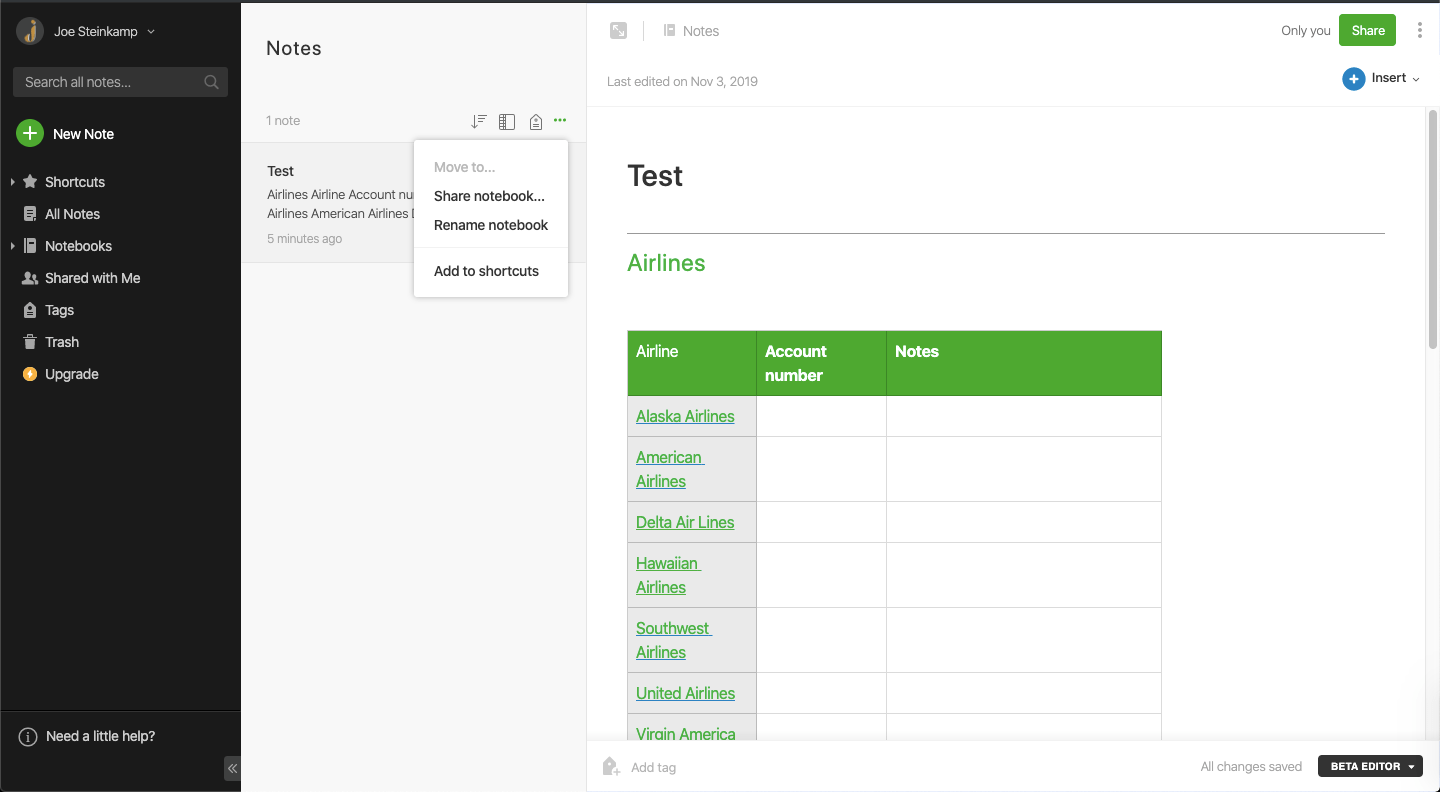 Joe Steinkamp
Search all notes...
New Note
Shortcuts
All Notes
Notebooks
Shared with Me
Tags
Trash
Upgrade
Need a little help?
Notes
1 note
Test
Airlines Airline Account nu
Airlines American Airlines
5 minutes ago
Move to...
Share notebook...
Rename notebook
Add to shortcuts
Notes
Only you
Share
Last edited on Nov 3, 2019
Insert
Test
Airlines
Airline
Account
number
Notes
Alaska Airlines
American
Airlines
Delta Air Lines
Hawaiian
Airlines
Southwest
Airlines
United Airlines
Virgin America
Add tag
All changes saved
BETA EDITOR